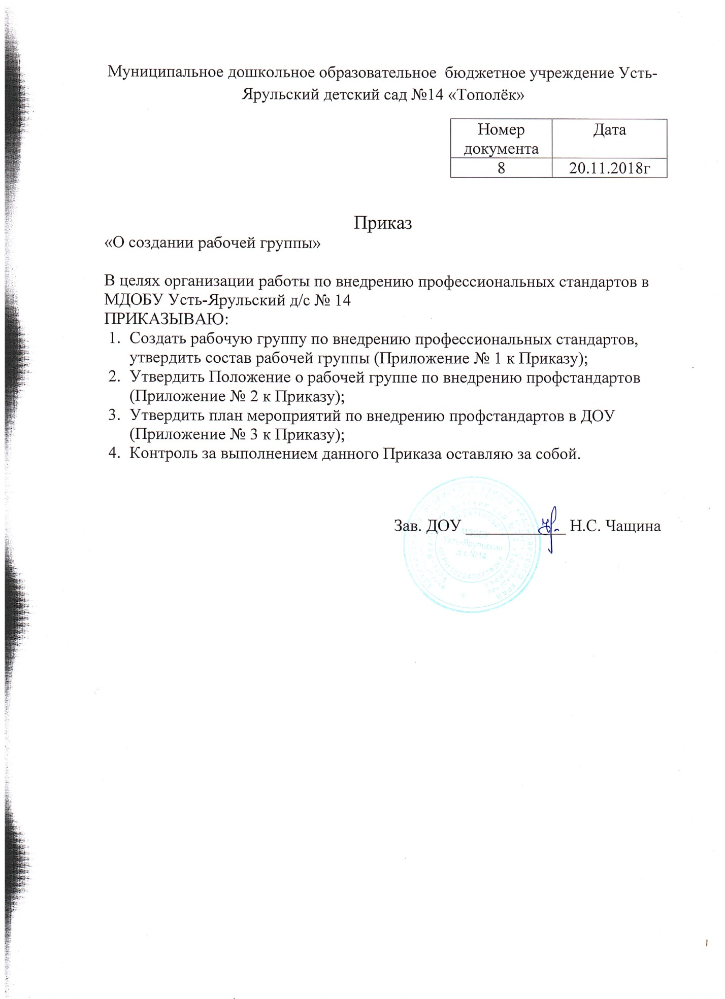 Муниципальное дошкольное образовательное бюджетное учреждение Усть-
Ярульский детский сад №14 «Тополёк»
Номер документа Дата
8 20.11.2018г
Приказ
«О создании рабочей группы»
В целях организации работы по внедрению профессиональных стандартов в
МДОБУ Усть-Ярульский д/с № 14
ПРИКАЗЫВАЮ:
1. Создать рабочую группу по внедрению профессиональных стандартов,
утвердить состав рабочей группы (Приложение № 1 к Приказу);
2. Утвердить Положение о рабочей группе по внедрению профстандартов
(Приложение № 2 к Приказу);
3. Утвердить план мероприятий по внедрению профстандартов в ДОУ
(Приложение № 3 к Приказу);
4. Контроль за выполнением данного Приказа оставляю за собой.
Зав. ДОУ ____________ Н.С. Чащина
МДОБУ
Усть-Ярульский
д/с №14